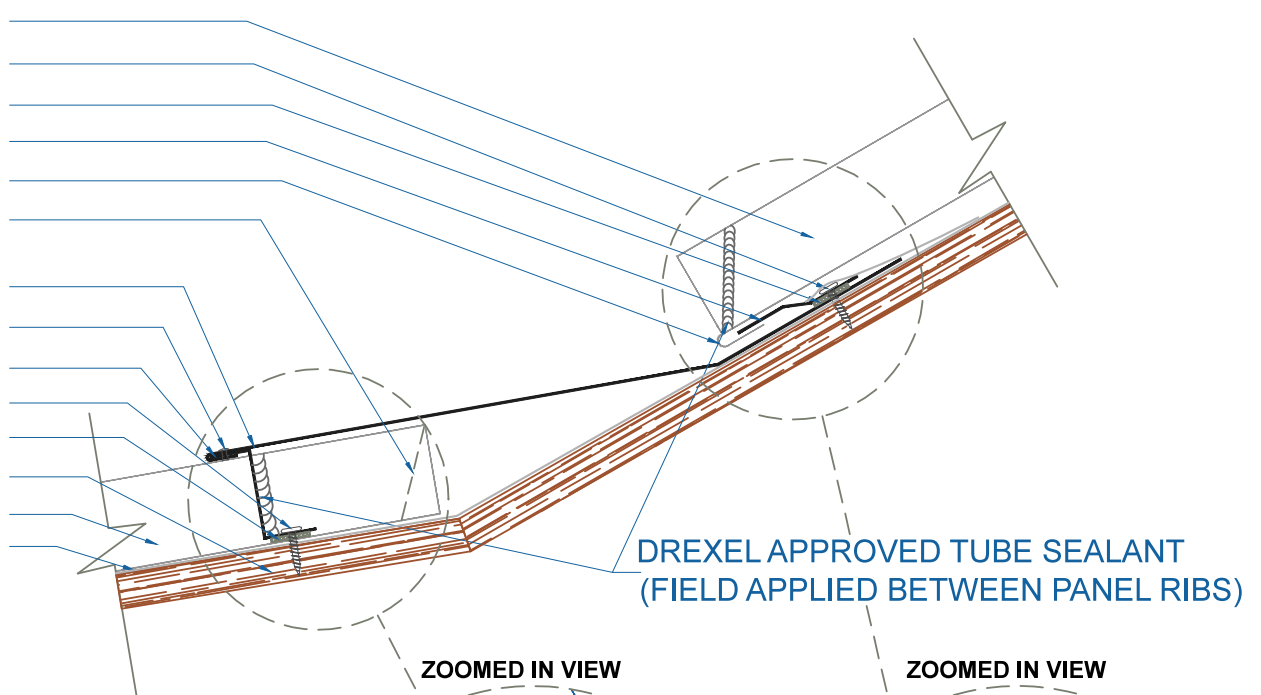 DREXEL APPROVED TUBE SEALANT
(FIELD APPLIED BETWEEN PANEL RIBS)
ZOOMED IN VIEW
ZOOMED IN VIEW